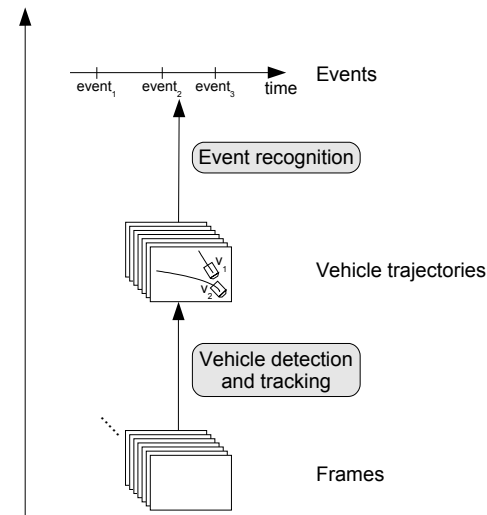 Events
event₁ event₂ event₃ time
Event recognition
V₁
Vehicle trajectories
V₂
Vehicle detection
and tracking
Frames